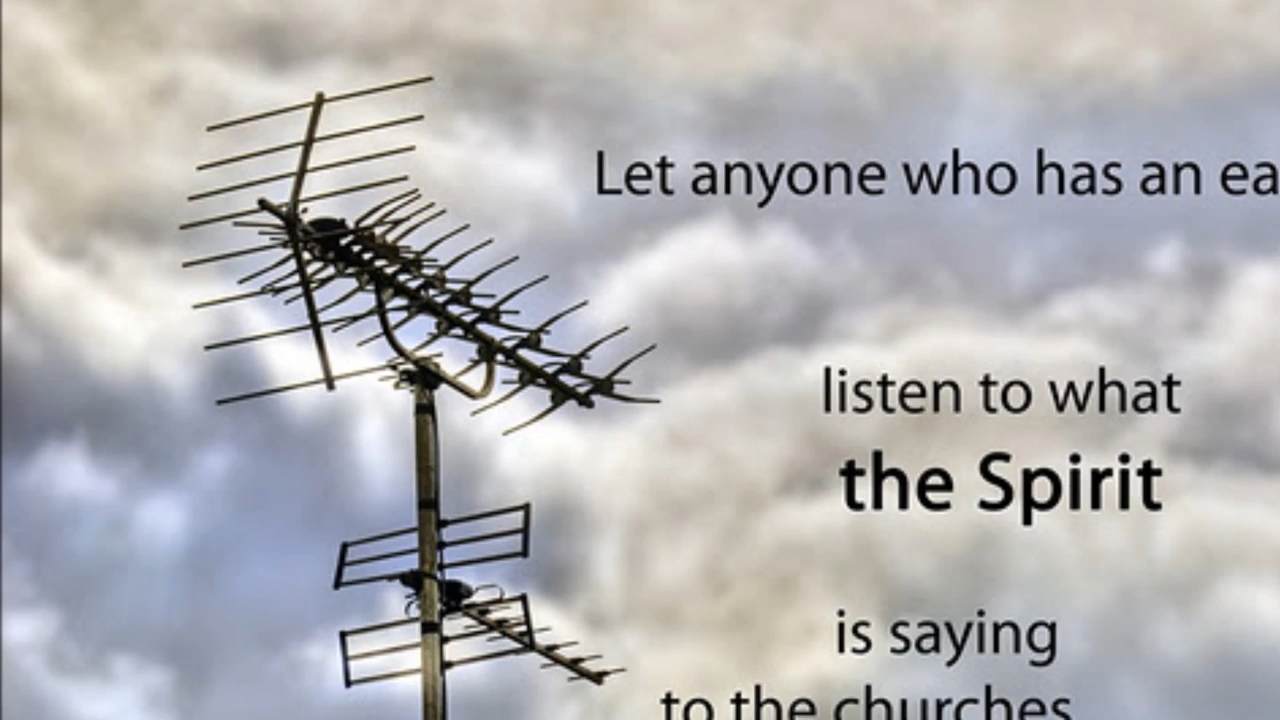 Let anyone who has an ea
listen to what
the Spirit
is saying
to the churches